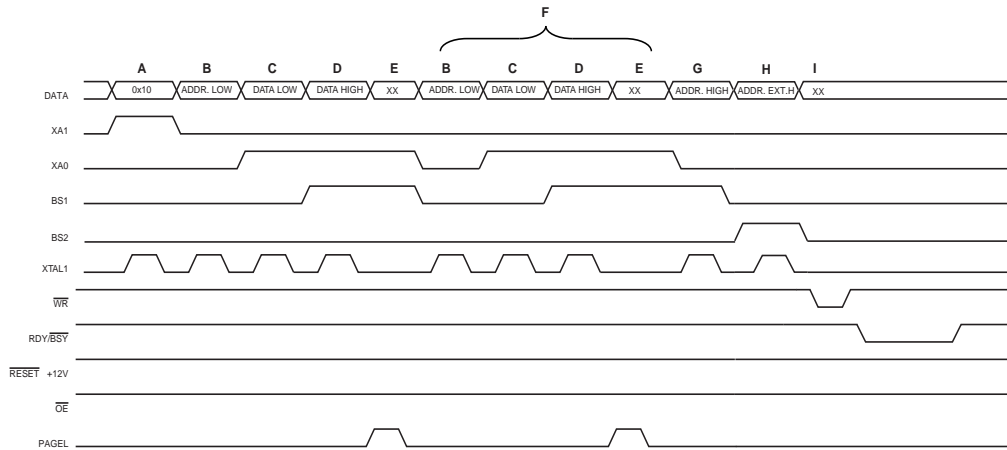 F
A B C D E B C D E G H I
DATA 0x10 ADDR. LOW DATA LOW DATA HIGH XX ADDR. LOW DATA LOW DATA HIGH XX ADDR. HIGH ADDR. EXT.H XX
XA1
XA0
BS1
BS2
XTAL1
WR
RDY/BSY
RESET +12V
OE
PAGEL